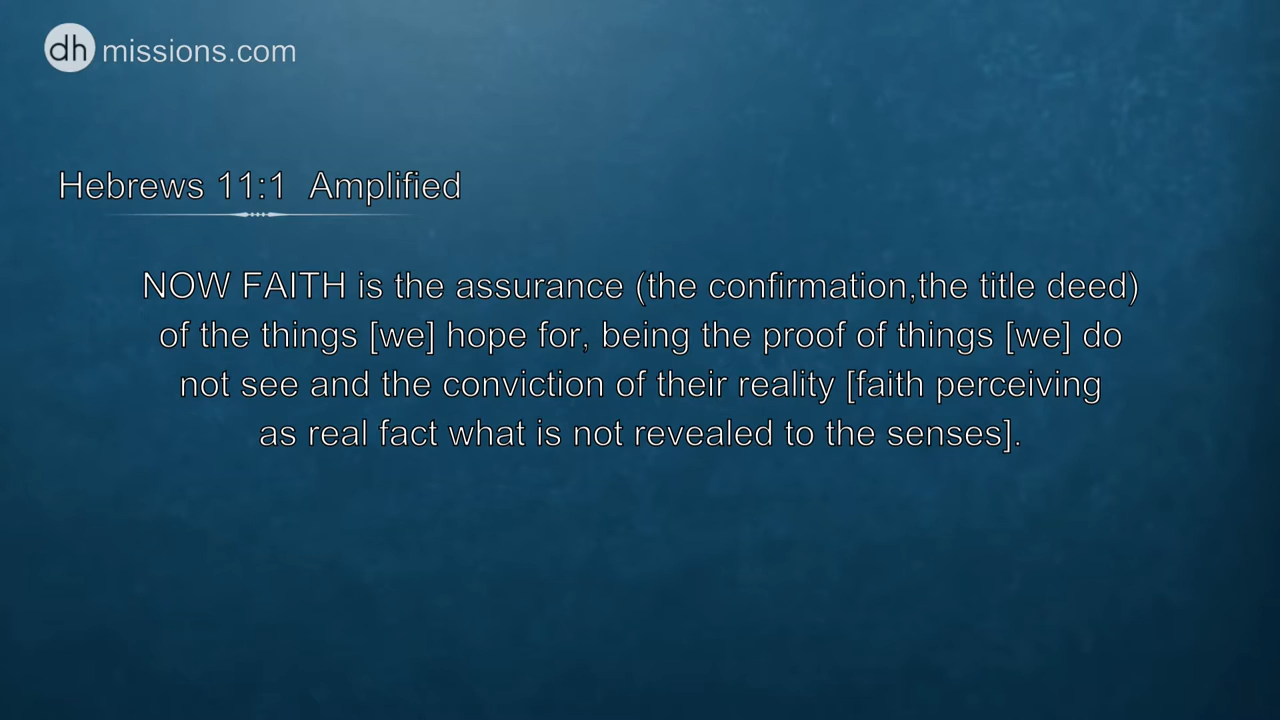 dh missions.com
Hebrews 11:1  Amplified
NOW FAITH is the assurance (the confirmation,the title deed)
of the things [we] hope for, being the proof of things [we] do
not see and the conviction of their reality [faith perceiving
as real fact what is not revealed to the senses].